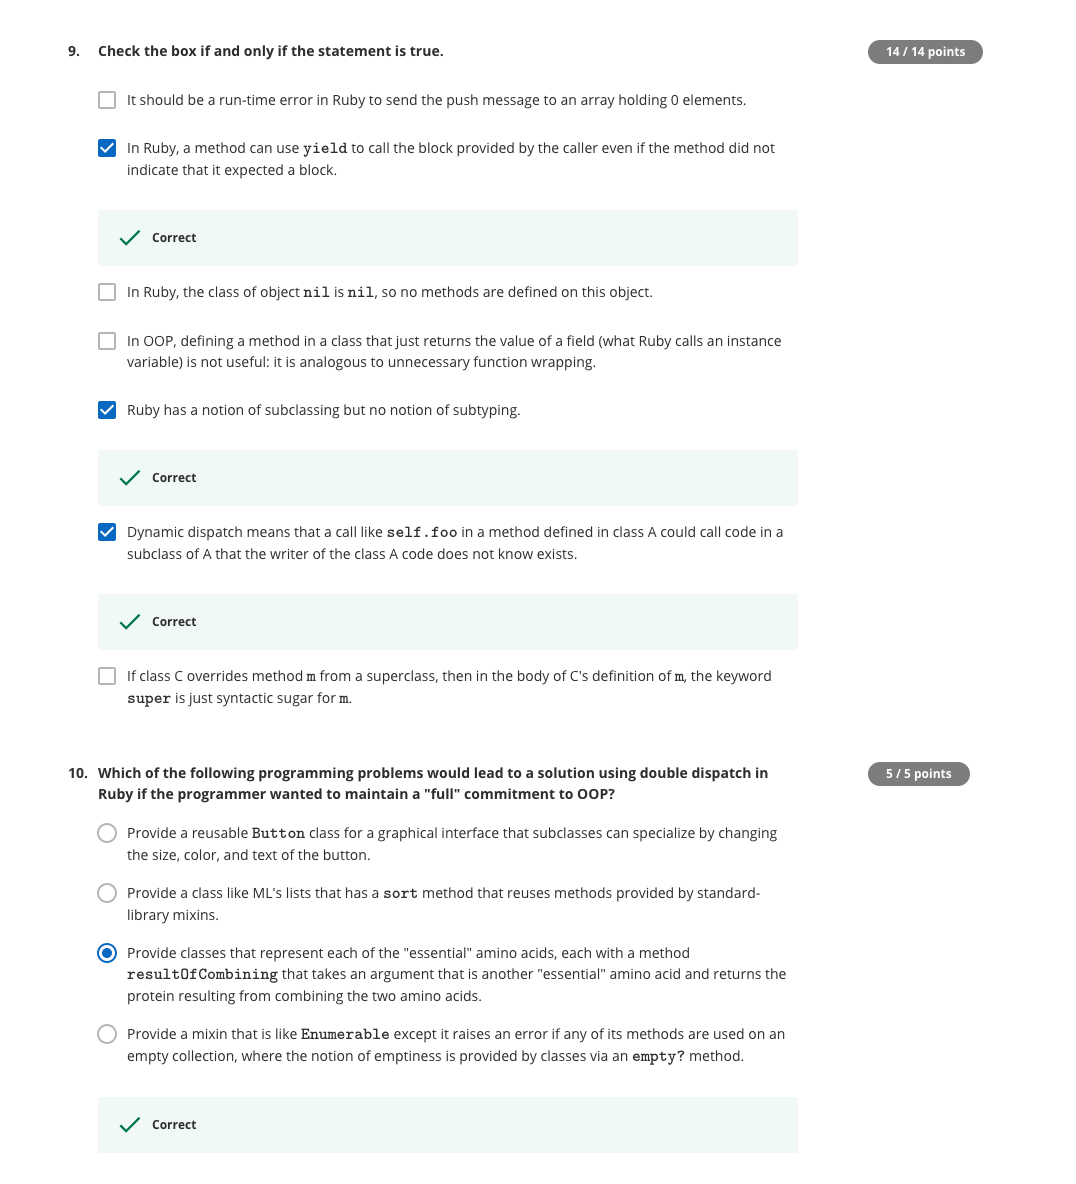 9. Check the box if and only if the statement is true.
14 / 14 points
It should be a run-time error in Ruby to send the push message to an array holding 0 elements.
In Ruby, a method can use yield to call the block provided by the caller even if the method did not
indicate that it expected a block.
Correct
In Ruby, the class of object nil is nil, so no methods are defined on this object.
In OOP, defining a method in a class that just returns the value of a field (what Ruby calls an instance
variable) is not useful: it is analogous to unnecessary function wrapping.
Ruby has a notion of subclassing but no notion of subtyping.
Correct
Dynamic dispatch means that a call like self.foo in a method defined in class A could call code in a
subclass of A that the writer of the class A code does not know exists.
Correct
If class C overrides method m from a superclass, then in the body of C's definition of m, the keyword
super is just syntactic sugar for m.
10. Which of the following programming problems would lead to a solution using double dispatch in
Ruby if the programmer wanted to maintain a "full" commitment to OOP?
5 / 5 points
Provide a reusable Button class for a graphical interface that subclasses can specialize by changing
the size, color, and text of the button.
Provide a class like ML's lists that has a sort method that reuses methods provided by standard-
library mixins.
Provide classes that represent each of the "essential" amino acids, each with a method
resultOfCombining that takes an argument that is another "essential" amino acid and returns the
protein resulting from combining the two amino acids.
Provide a mixin that is like Enumerable except it raises an error if any of its methods are used on an
empty collection, where the notion of emptiness is provided by classes via an empty? method.
Correct